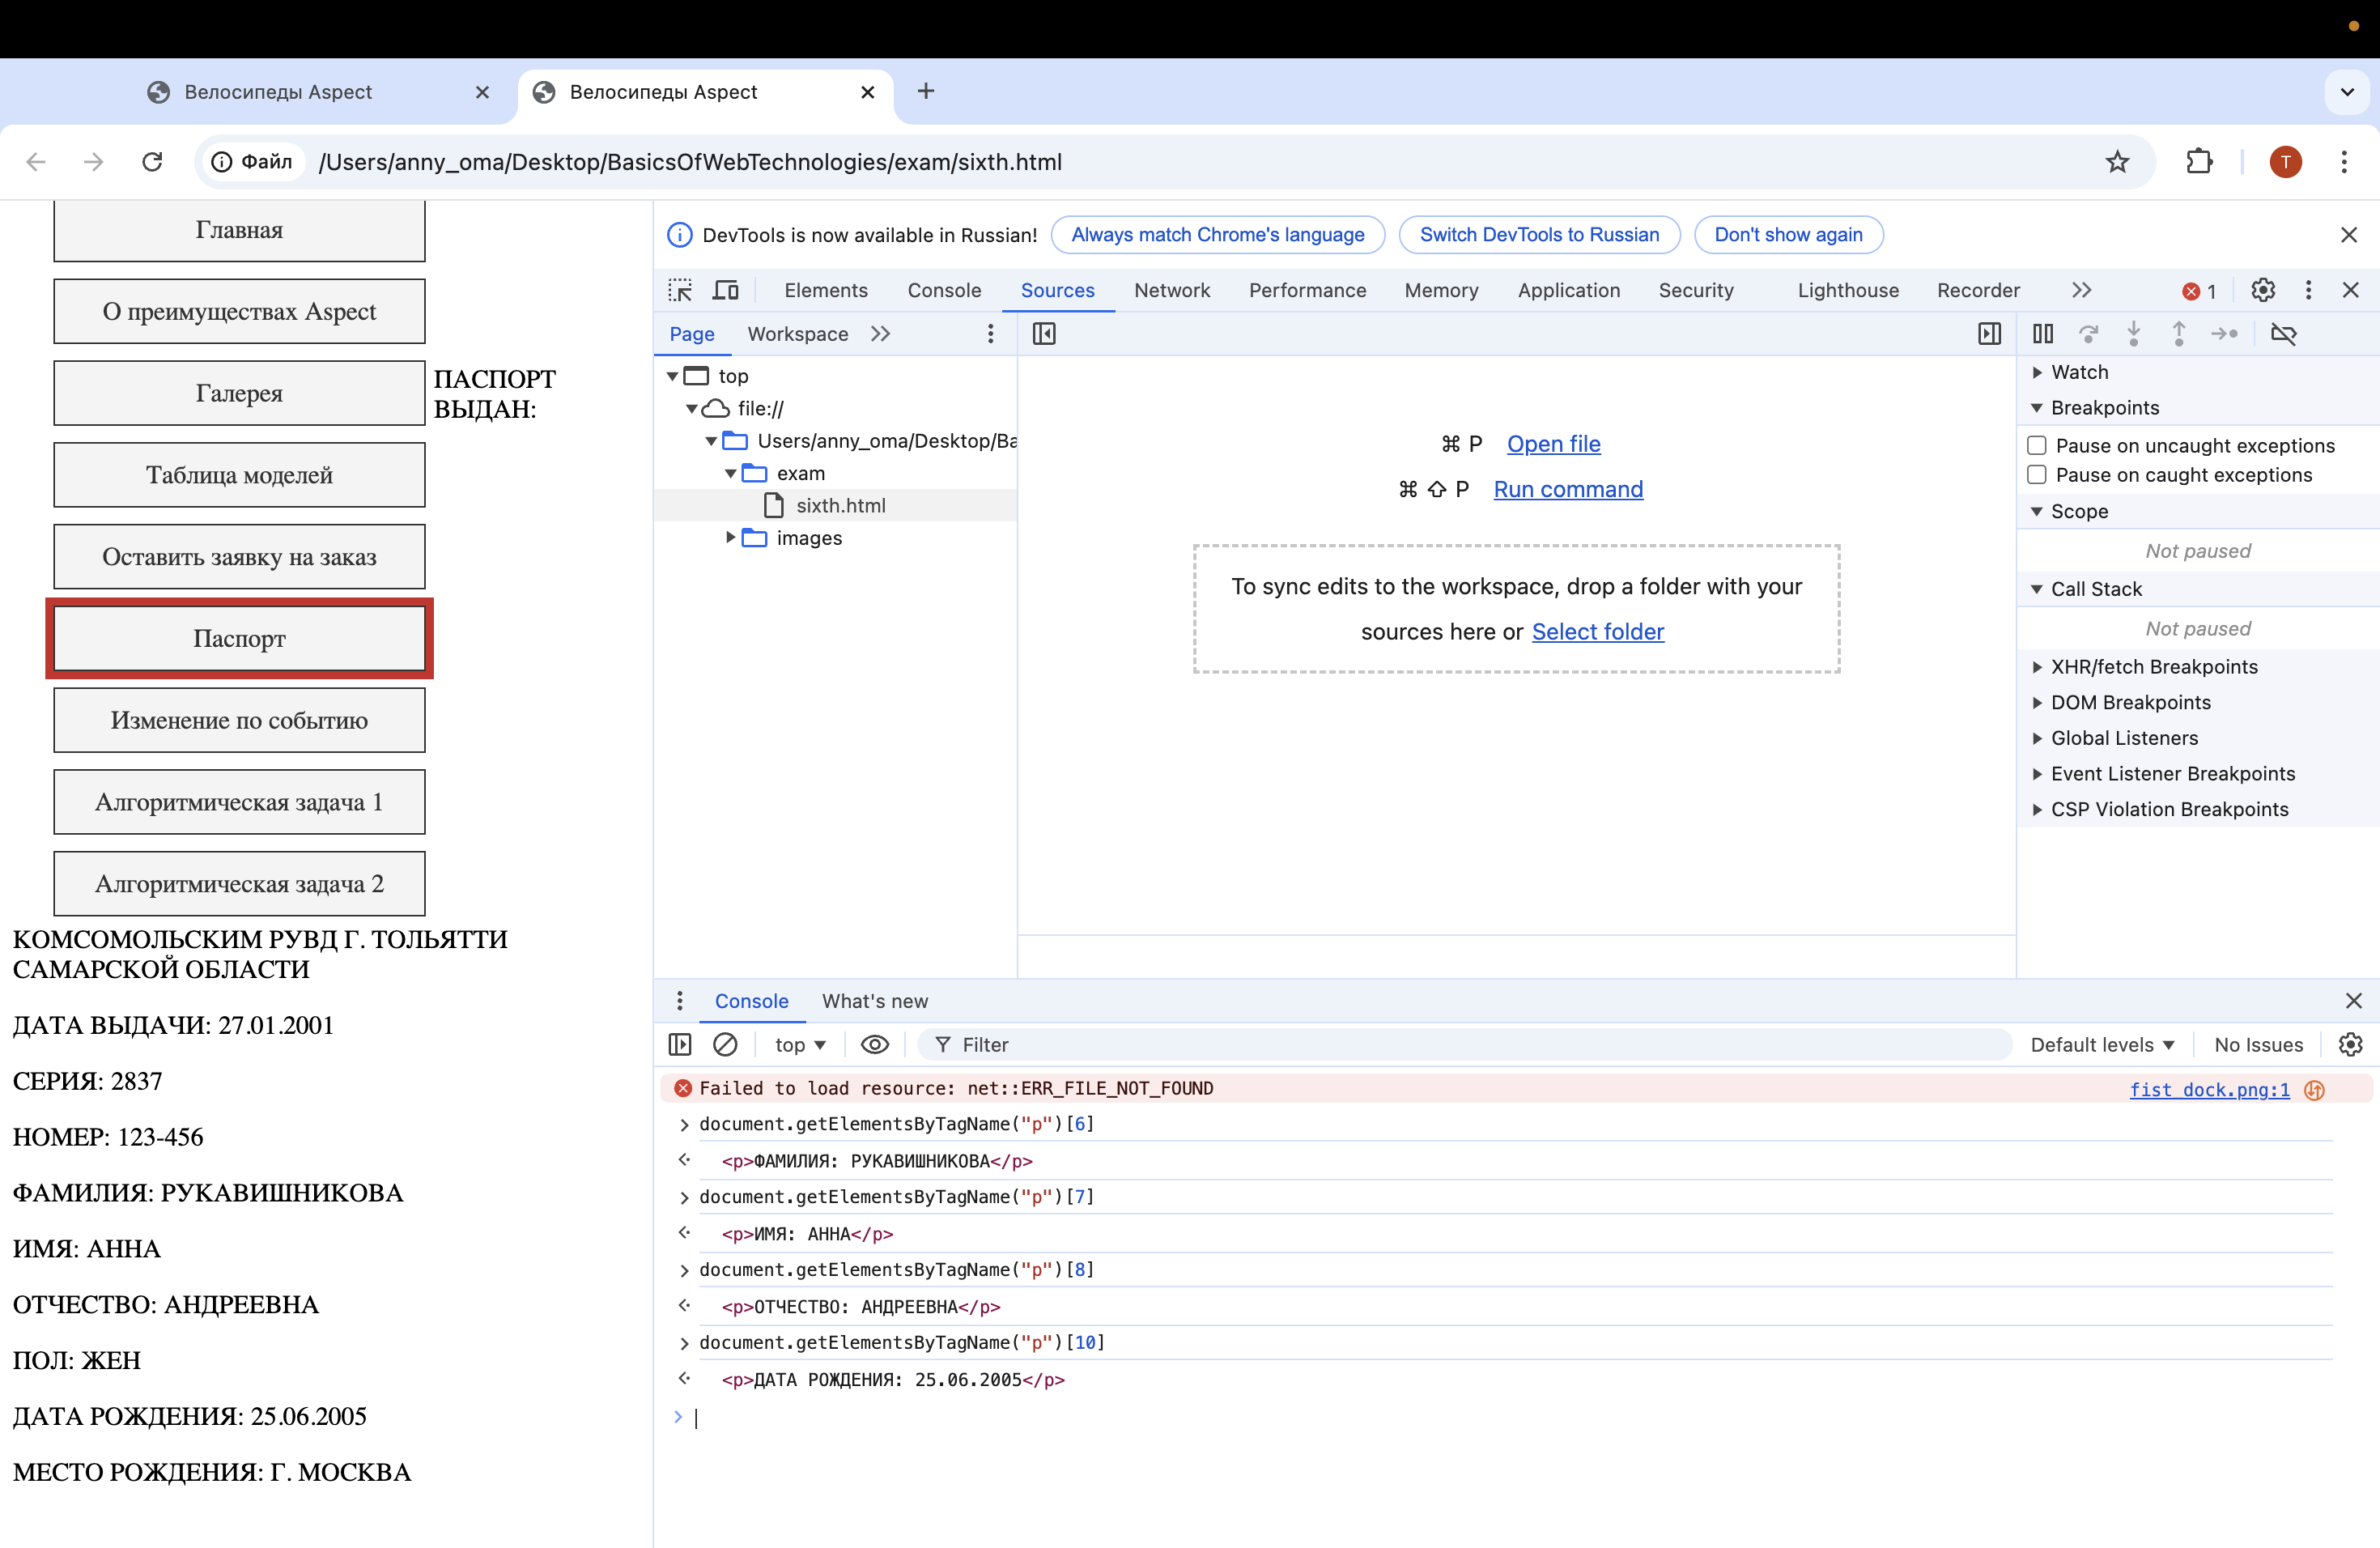 Велосипеды Aspect
Велосипеды Aspect
Файл
/Users/anny_oma/Desktop/BasicsOfWebTechnologies/exam/sixth.html
T
Главная
О преимуществах Aspect
Галерея
ПАСПОРТ
ВЫДАН:
Таблица моделей
Оставить заявку на заказ
Паспорт
Изменение по событию
Алгоритмическая задача 1
Алгоритмическая задача 2
КОМСОМОЛЬСКИМ РУВД Г. ТОЛЬЯТТИ
САМАРСКОЙ ОБЛАСТИ
ДАТА ВЫДАЧИ: 27.01.2001
СЕРИЯ: 2837
НОМЕР: 123-456
ФАМИЛИЯ: РУКАВИШНИКОВА
ИМЯ: АННА
ОТЧЕСТВО: АНДРЕЕВНА
ПОЛ: ЖЕН
ДАТА РОЖДЕНИЯ: 25.06.2005
МЕСТО РОЖДЕНИЯ: Г. МОСКВА
DevTools is now available in Russian!
Always match Chrome's language
Switch DevTools to Russian
Don't show again
Elements Console Sources Network Performance Memory Application Security Lighthouse Recorder 1
Page Workspace
top
file://
Users/anny_oma/Desktop/Ba
exam
sixth.html
images
⌘ P Open file
⌘ ⇧ P Run command
To sync edits to the workspace, drop a folder with your
sources here or Select folder
Watch
Breakpoints
Pause on uncaught exceptions
Pause on caught exceptions
Scope
Not paused
Call Stack
Not paused
XHR/fetch Breakpoints
DOM Breakpoints
Global Listeners
Event Listener Breakpoints
CSP Violation Breakpoints
Console What's new
top Filter Default levels No Issues
Failed to load resource: net::ERR_FILE_NOT_FOUND fist_dock.png:1
document.getElementsByTagName("p")[6]
<p>ФАМИЛИЯ: РУКАВИШНИКОВА</p>
document.getElementsByTagName("p")[7]
<p>ИМЯ: АННА</p>
document.getElementsByTagName("p")[8]
<p>ОТЧЕСТВО: АНДРЕЕВНА</p>
document.getElementsByTagName("p")[10]
<p>ДАТА РОЖДЕНИЯ: 25.06.2005</p>